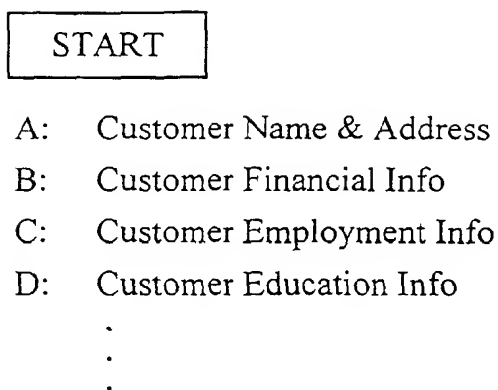 START
A: Customer Name & Address
B: Customer Financial Info
C: Customer Employment Info
D: Customer Education Info
.
.
.